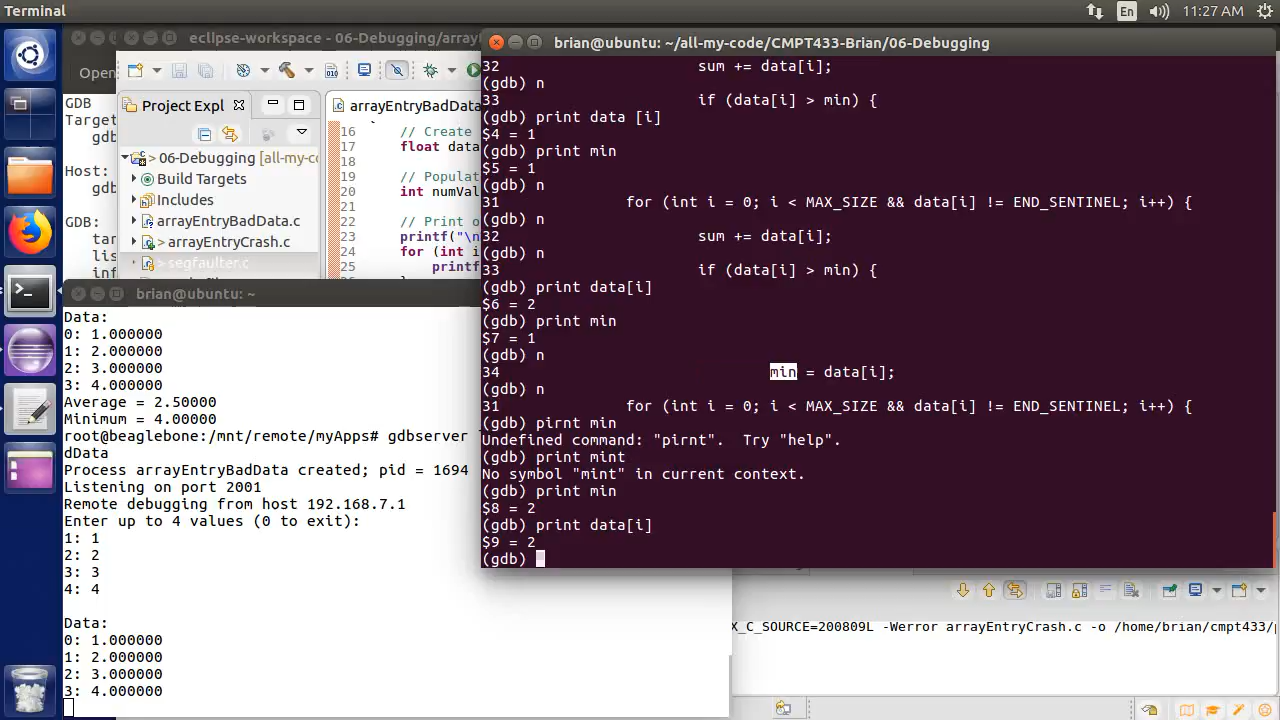 Terminal
En
11:27 AM
eclipse-workspace - 06-Debugging/array
Open
GDB
Target
gdb
Host:
gdb
GDB:
tar
lis
inf
Project Expl
> 06-Debugging [all-my-co
Build Targets
Includes
arrayEntryBadData.c
> arrayEntryCrash.c
> segfaulter.c
arrayEntryBadData
16 // Create
17 float data
18
19 // Popula
20 int numVal
21
22 // Print o
23 printf("\n
24 for (int i
25 printf
brian@ubuntu: ~/all-my-code/CMPT433-Brian/06-Debugging
32 sum += data[i];
(gdb) n
33 if (data[i] > min) {
(gdb) print data [i]
$4 = 1
(gdb) print min
$5 = 1
(gdb) n
31 for (int i = 0; i < MAX_SIZE && data[i] != END_SENTINEL; i++) {
(gdb) n
32 sum += data[i];
(gdb) n
33 if (data[i] > min) {
(gdb) print data[i]
$6 = 2
(gdb) print min
$7 = 1
(gdb) n
34 min = data[i];
(gdb) n
31 for (int i = 0; i < MAX_SIZE && data[i] != END_SENTINEL; i++) {
(gdb) pirnt min
Undefined command: "pirnt".  Try "help".
(gdb) print mint
No symbol "mint" in current context.
(gdb) print min
$8 = 2
(gdb) print data[i]
$9 = 2
(gdb)
brian@ubuntu: ~
Data:
0: 1.000000
1: 2.000000
2: 3.000000
3: 4.000000
Average = 2.50000
Minimum = 4.00000
root@beaglebone:/mnt/remote/myApps# gdbserver
dData
Process arrayEntryBadData created; pid = 1694
Listening on port 2001
Remote debugging from host 192.168.7.1
Enter up to 4 values (0 to exit):
1: 1
2: 2
3: 3
4: 4
Data:
0: 1.000000
1: 2.000000
2: 3.000000
3: 4.000000
X_C_SOURCE=200809L -Werror arrayEntryCrash.c -o /home/brian/cmpt433/p